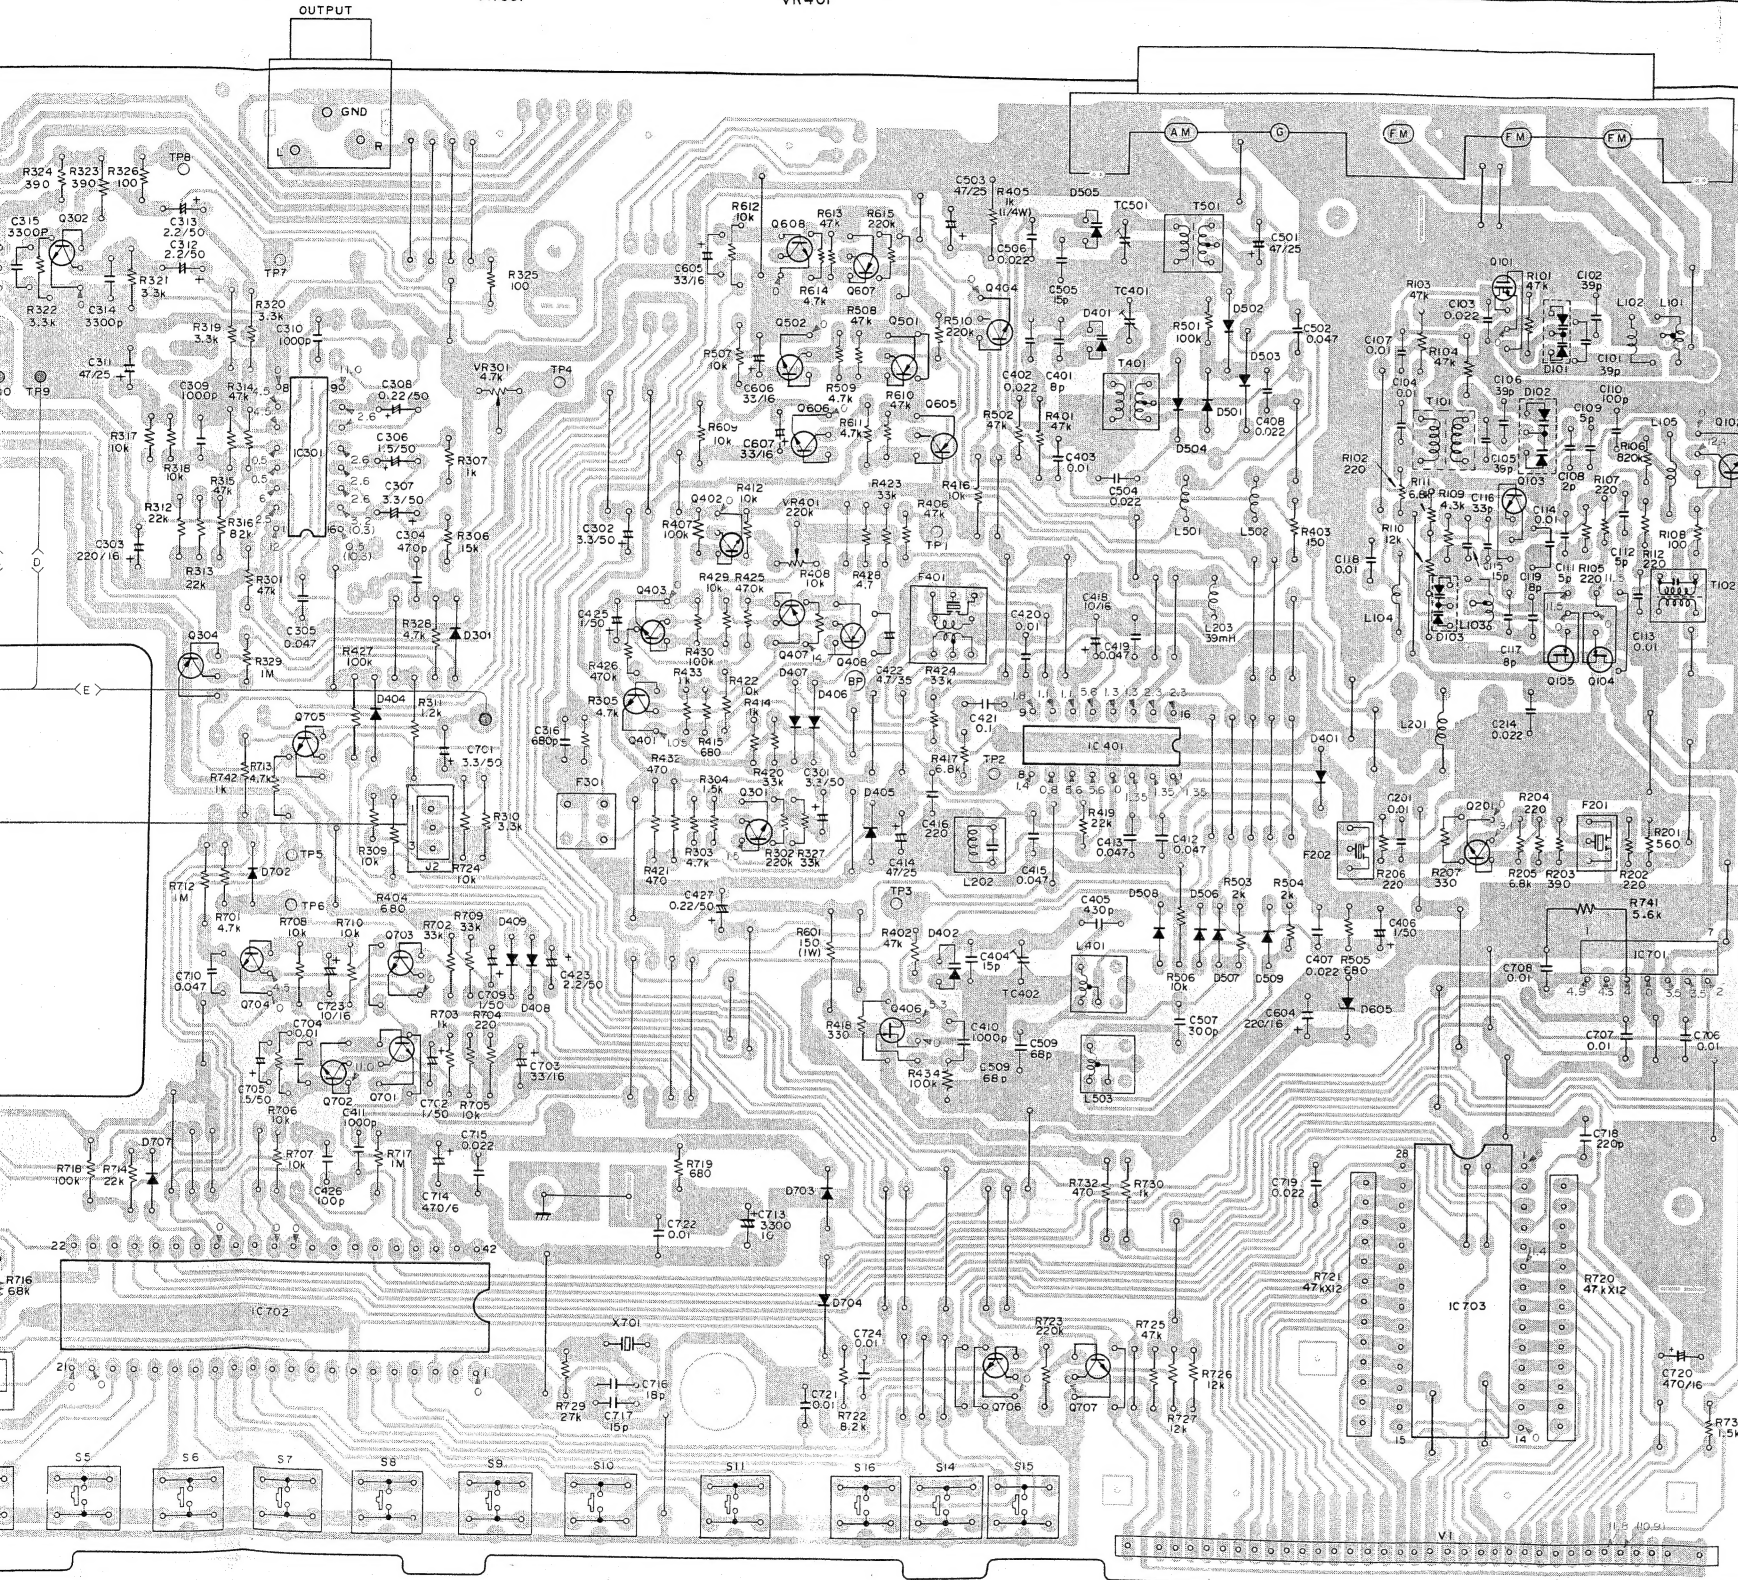 OUTPUT
VR401
GND
L
R
AM
G
FM
FM
FM
R324
390
R323
390
R326
100
TP8
C315
3300P
Q302
C313
2.2/50
C312
2.2/50
TP7
R322
3.3k
C314
3300p
R321
3.3k
R320
3.3k
R319
3.3k
C310
1000p
R325
100
C311
47/25
TP9
C309
1000p
R314
47k
C308
0.22/50
VR301
4.7k
TP4
R317
10k
R318
10k
R315
47k
IC301
C306
1.5/50
R307
1k
C307
3.3/50
R312
22k
R316
82k
C303
220/16
C304
470p
R306
15k
R313
22k
R301
47k
D
C305
0.047
R328
4.7k
D301
Q304
R329
1M
R427
100k
E
D404
R311
1.2k
Q705
R742
1k
R713
4.7k
C701
3.3/50
R309
10k
R310
3.3k
J2
R724
10k
TP5
D702
TP6
R712
1M
R701
4.7k
R404
680
R612
10k
Q608
R613
47k
R615
220k
C605
33/16
R614
4.7k
Q607
R508
47k
Q502
Q501
R510
220k
R507
10k
C606
33/16
R509
4.7k
R610
47k
Q606
R611
4.7k
Q605
R609
10k
C607
33/16
C503
47/25
R405
1k
(1/4W)
D505
TC501
T501
C506
0.022
C501
47/25
C505
15p
TC401
Q404
D401
R501
100k
D502
C502
0.047
T401
D503
C402
0.022
C401
8p
D501
C408
0.022
R502
47k
R401
47k
D504
C403
0.01
C504
0.022
L501
L502
R403
150
Q402
R412
10k
VR401
220k
R423
33k
R406
47k
R416
10k
C302
3.3/50
R407
100k
TP1
R408
10k
R428
4.7
F401
Q403
R429
10k
R425
470k
C425
1/50
R430
100k
Q407
Q408
BP
C420
0.01
C418
10/16
C419
0.047
L203
39mH
R426
470k
R305
4.7k
R433
1k
R422
10k
D407
D406
C422
4.7/35
R424
33k
R414
1k
Q401
R415
680
C316
680p
C421
0.1
IC401
R417
6.8k
TP2
R432
470
R304
1.5k
R420
33k
C301
3.3/50
F301
Q301
D405
C416
220
R303
4.7k
R302
220k
R327
33k
R421
470
C414
47/25
L202
C415
0.047
R419
22k
C413
0.047
C412
0.047
C427
0.22/50
TP3
C405
430p
D508
D506
R503
2k
R504
2k
R601
150
(1W)
R402
47k
D402
C404
15p
L401
TC402
R506
10k
D507
D509
C407
0.022
R505
680
C406
1/50
Q101
R101
47k
C102
39p
R103
47k
C103
0.022
L102
L101
C107
0.01
R104
47k
D101
C101
39p
C104
0.01
C106
39p
D102
C110
100p
T101
C109
5p
L105
C105
39p
R106
820k
R102
220
R111
6.8k
R109
4.3k
C116
33p
Q103
C108
2p
R107
220
C114
0.01
R108
100
R110
12k
C118
0.01
C115
15p
C119
18p
C111
5p
R105
220
C112
5p
R112
220
T102
L104
D103
L103
C117
8p
Q105
Q104
C113
0.01
L201
C214
0.022
D401
C201
0.01
Q201
R204
220
F201
R201
560
F202
R206
220
R207
330
R205
6.8k
R203
390
R202
220
R741
5.6k
IC701
C708
0.01
C707
0.01
C706
0.01
R708
10k
R710
10k
Q703
R702
33k
R709
33k
D409
C710
0.047
Q704
C723
10/16
C709
1/50
D408
C423
2.2/50
R703
1k
R704
220
C704
0.01
C705
1.5/50
Q702
Q701
C702
1/50
R705
10k
C703
33/16
R706
10k
C411
1000p
Q406
R418
330
C410
1000p
C509
68p
C509
68p
R434
100k
L503
C507
300p
C604
220/16
D605
R718
100k
R714
22k
D707
R707
10k
C426
100p
R717
1M
C715
0.022
C714
470/6
R719
680
D703
C713
3300
10
C722
0.01
R732
470
R730
1k
C719
0.022
C718
220p
28
1
22
42
R716
68k
IC702
D704
R721
47kX12
IC703
R720
47kX12
X701
21
1
R729
27k
C716
18p
C717
15p
C724
0.01
C721
0.01
R722
8.2k
R723
220k
R725
47k
Q706
Q707
R726
12k
R727
12k
C720
470/16
15
14
S5
S6
S7
S8
S9
S10
S11
S16
S14
S15
V1